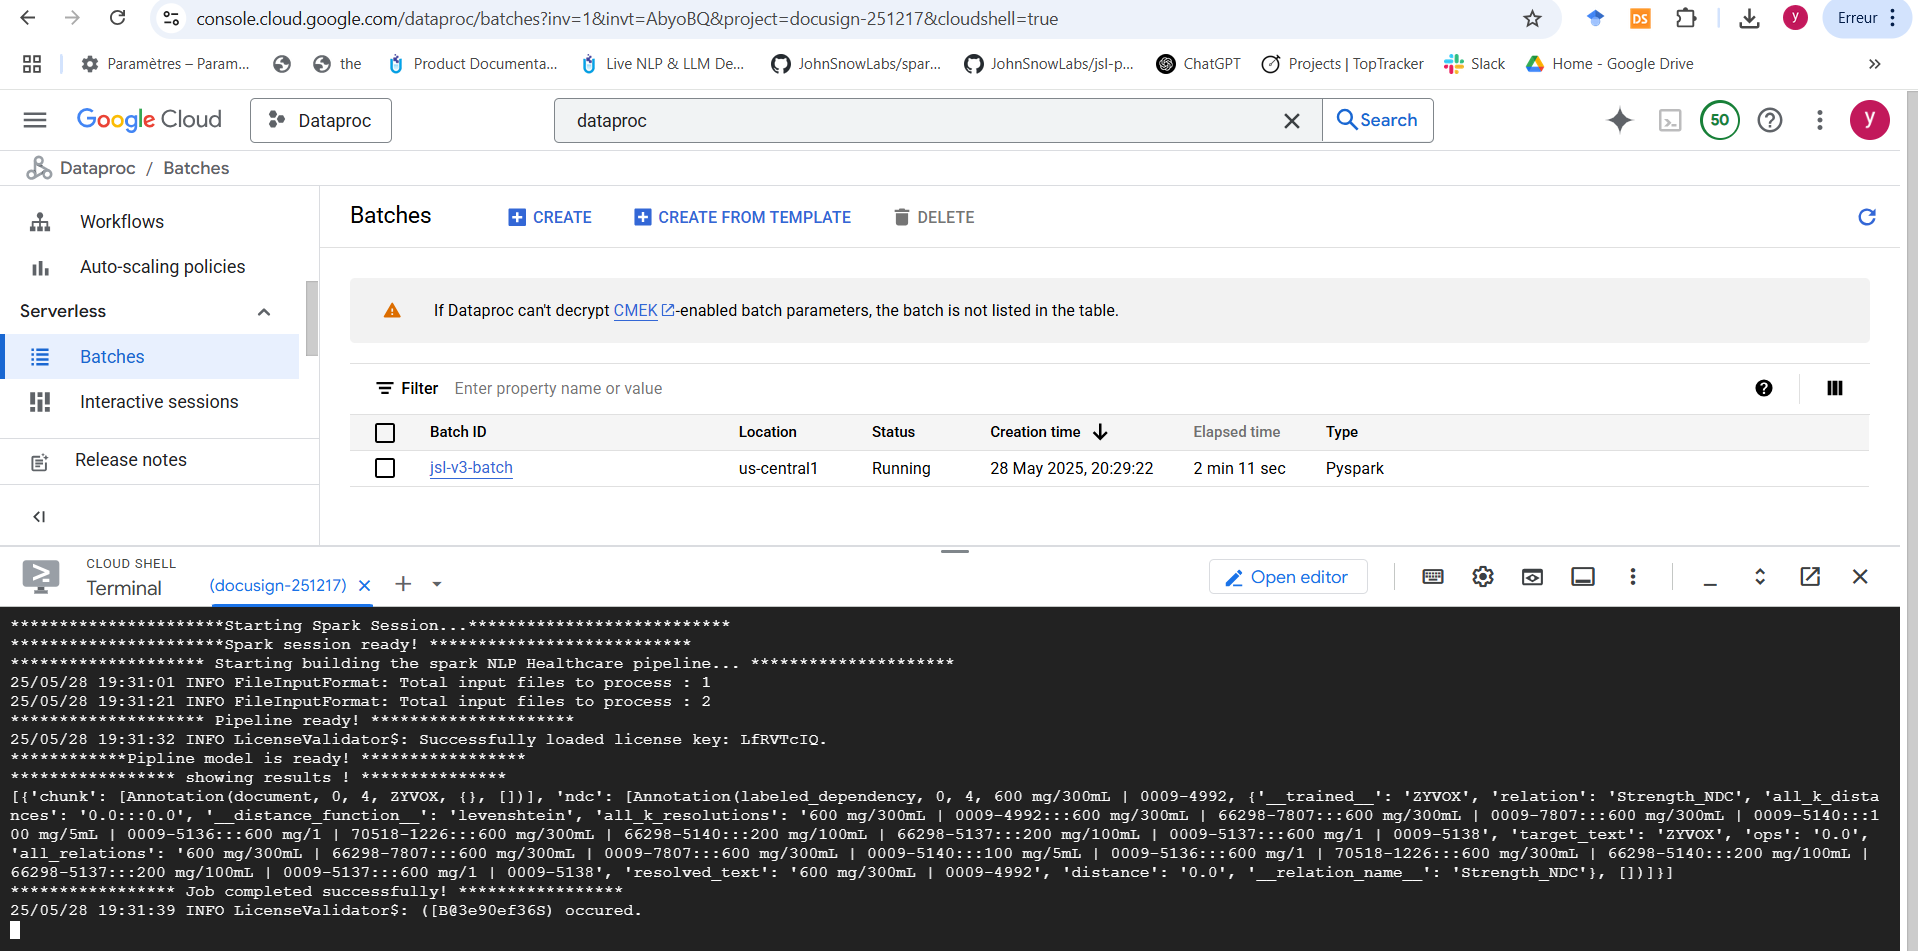 console.cloud.google.com/dataproc/batches?inv=1&invt=AbyoBQ&project=docusign-251217&cloudshell=true
DS
y
Erreur
Paramètres – Param...
the
Product Documenta...
Live NLP & LLM De...
JohnSnowLabs/spar...
JohnSnowLabs/jsl-p...
ChatGPT
Projects | TopTracker
Slack
Home - Google Drive
»
Google Cloud
Dataproc
dataproc
Search
50
y
Dataproc / Batches
Workflows
Auto-scaling policies
Serverless
Batches
Interactive sessions
Release notes
Batches
CREATE
CREATE FROM TEMPLATE
DELETE
If Dataproc can't decrypt CMEK-enabled batch parameters, the batch is not listed in the table.
Filter Enter property name or value
Batch ID Location Status Creation time Elapsed time Type
jsl-v3-batch us-central1 Running 28 May 2025, 20:29:22 2 min 11 sec Pyspark
CLOUD SHELL
Terminal
(docusign-251217)
Open editor
**********************Starting Spark Session...***************************
**********************Spark session ready! ***************************
******************** Starting building the spark NLP Healthcare pipeline... *********************
25/05/28 19:31:01 INFO FileInputFormat: Total input files to process : 1
25/05/28 19:31:21 INFO FileInputFormat: Total input files to process : 2
******************** Pipeline ready! *********************
25/05/28 19:31:32 INFO LicenseValidator$: Successfully loaded license key: LfRVTcIQ.
************Pipline model is ready! *****************
***************** showing results ! ***************
[{'chunk': [Annotation(document, 0, 4, ZYVOX, {}, [])], 'ndc': [Annotation(labeled_dependency, 0, 4, 600 mg/300mL | 0009-4992, {'__trained__': 'ZYVOX', 'relation': 'Strength_NDC', 'all_k_dista
nces': '0.0:::0.0', '__distance_function__': 'levenshtein', 'all_k_resolutions': '600 mg/300mL | 0009-4992:::600 mg/300mL | 66298-7807:::600 mg/300mL | 0009-7807:::600 mg/300mL | 0009-5140:::1
00 mg/5mL | 0009-5136:::600 mg/1 | 70518-1226:::600 mg/300mL | 66298-5140:::200 mg/100mL | 66298-5137:::200 mg/100mL | 0009-5137:::600 mg/1 | 0009-5138', 'target_text': 'ZYVOX', 'ops': '0.0',
'all_relations': '600 mg/300mL | 66298-7807:::600 mg/300mL | 0009-7807:::600 mg/300mL | 0009-5140:::100 mg/5mL | 0009-5136:::600 mg/1 | 70518-1226:::600 mg/300mL | 66298-5140:::200 mg/100mL |
66298-5137:::200 mg/100mL | 0009-5137:::600 mg/1 | 0009-5138', 'resolved_text': '600 mg/300mL | 0009-4992', 'distance': '0.0', '__relation_name__': 'Strength_NDC'}, [])]}]
***************** Job completed successfully! *****************
25/05/28 19:31:39 INFO LicenseValidator$: ([B@3e90ef36S) occured.